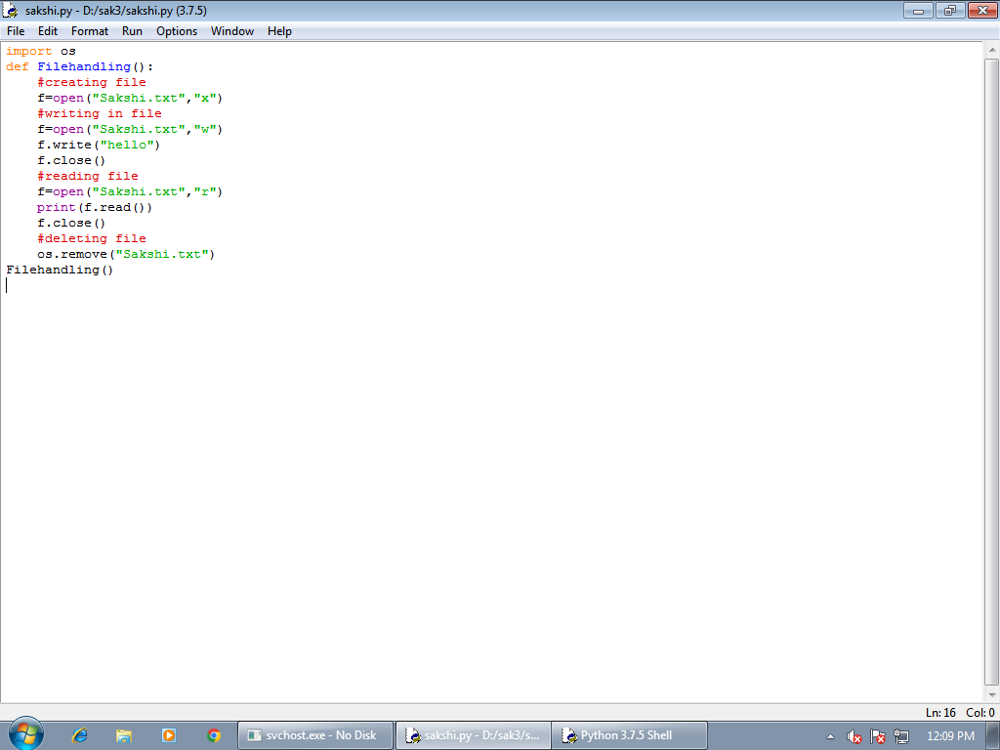 sakshi.py - D:/sak3/sakshi.py (3.7.5)
File Edit Format Run Options Window Help
import os
def Filehandling():
    #creating file
    f=open("Sakshi.txt","x")
    #writing in file
    f=open("Sakshi.txt","w")
    f.write("hello")
    f.close()
    #reading file
    f=open("Sakshi.txt","r")
    print(f.read())
    f.close()
    #deleting file
    os.remove("Sakshi.txt")
Filehandling()
Ln: 16 Col: 0
svchost.exe - No Disk
sakshi.py - D:/sak3/s...
Python 3.7.5 Shell
12:09 PM